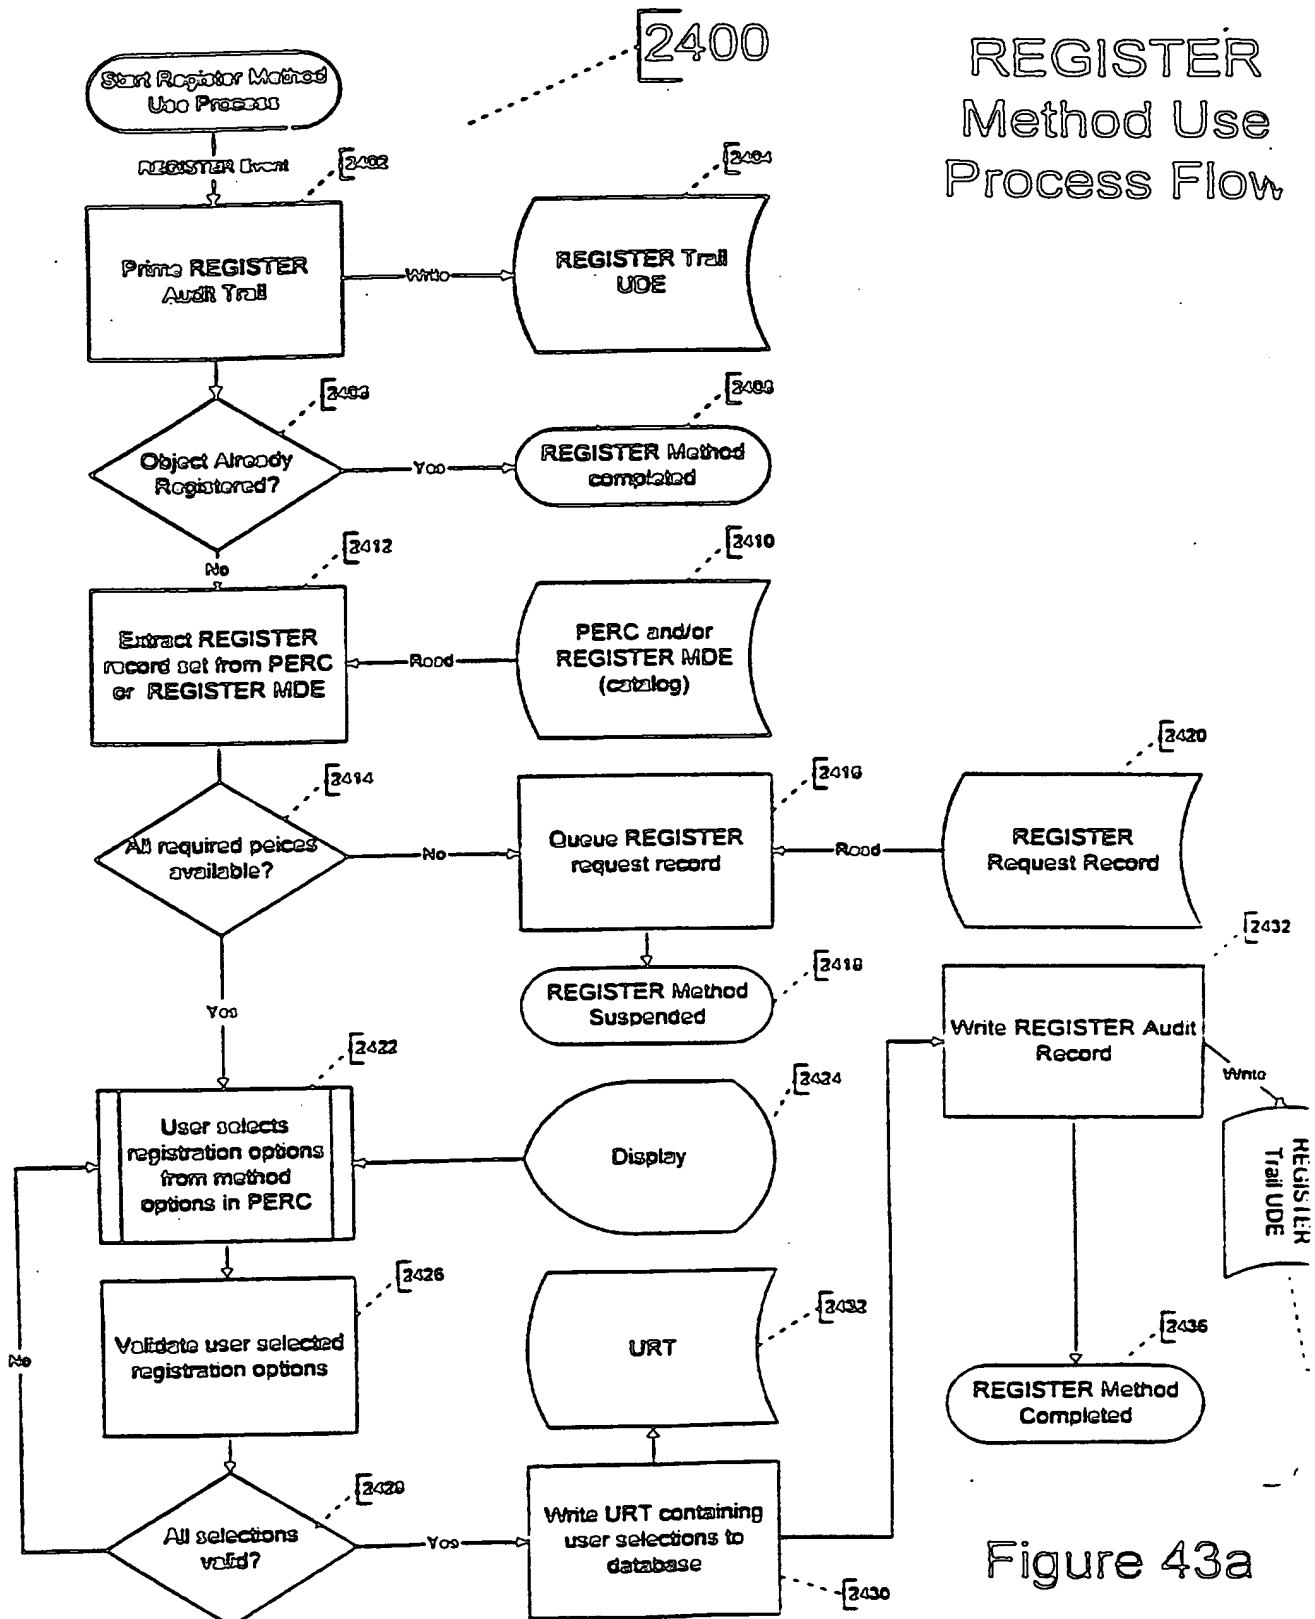 2400
REGISTER
Method Use
Process Flow
Start Register Method
Use Process
REGISTER Event
2402
2404
Prime REGISTER
Audit Trail
Write
REGISTER Trail
UDE
2406
2408
Object Already
Registered?
Yes
REGISTER Method
completed
No
2412
2410
Extract REGISTER
record set from PERC
or REGISTER MDE
Read
PERC and/or
REGISTER MDE
(catalog)
2414
2416
2420
All required peices
available?
No
Queue REGISTER
request record
Read
REGISTER
Request Record
2418
REGISTER Method
Suspended
2432
Write REGISTER Audit
Record
Write
REGISTER
Trail UDE
Yes
2422
2424
User selects
registration options
from method
options in PERC
Display
2426
Validate user selected
registration options
2432
URT
2436
REGISTER Method
Completed
No
2428
All selections
valid?
Yes
Write URT containing
user selections to
database
2430
Figure 43a